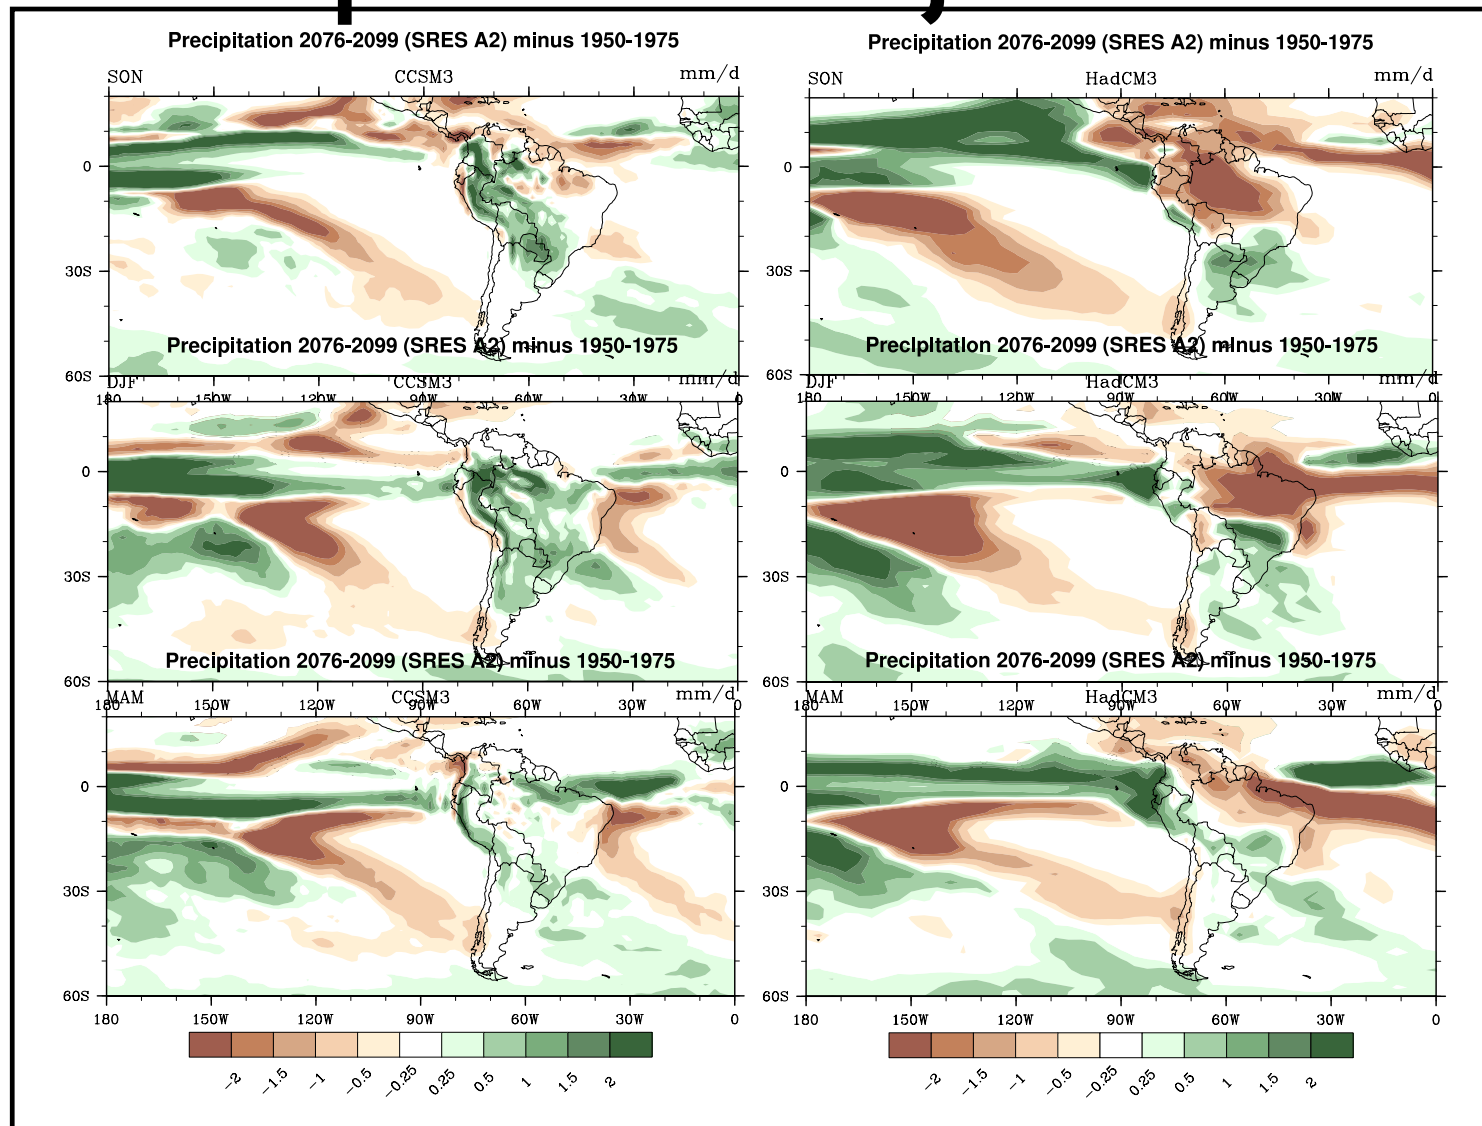 Precipitation 2076-2099 (SRES A2) minus 1950-1975
SON CCSM3 mm/d
0
30S
60S
180 150W 120W 90W 60W 30W 0
Precipitation 2076-2099 (SRES A2) minus 1950-1975
DJF CCSM3 mm/d
0
30S
60S
180 150W 120W 90W 60W 30W 0
Precipitation 2076-2099 (SRES A2) minus 1950-1975
MAM CCSM3 mm/d
0
30S
60S
180 150W 120W 90W 60W 30W 0
-2 -1.5 -1 -0.5 -0.25 0.25 0.5 1 1.5 2
Precipitation 2076-2099 (SRES A2) minus 1950-1975
SON HadCM3 mm/d
0
30S
60S
180 150W 120W 90W 60W 30W 0
Precipitation 2076-2099 (SRES A2) minus 1950-1975
DJF HadCM3 mm/d
0
30S
60S
180 150W 120W 90W 60W 30W 0
Precipitation 2076-2099 (SRES A2) minus 1950-1975
MAM HadCM3 mm/d
0
30S
60S
180 150W 120W 90W 60W 30W 0
-2 -1.5 -1 -0.5 -0.25 0.25 0.5 1 1.5 2